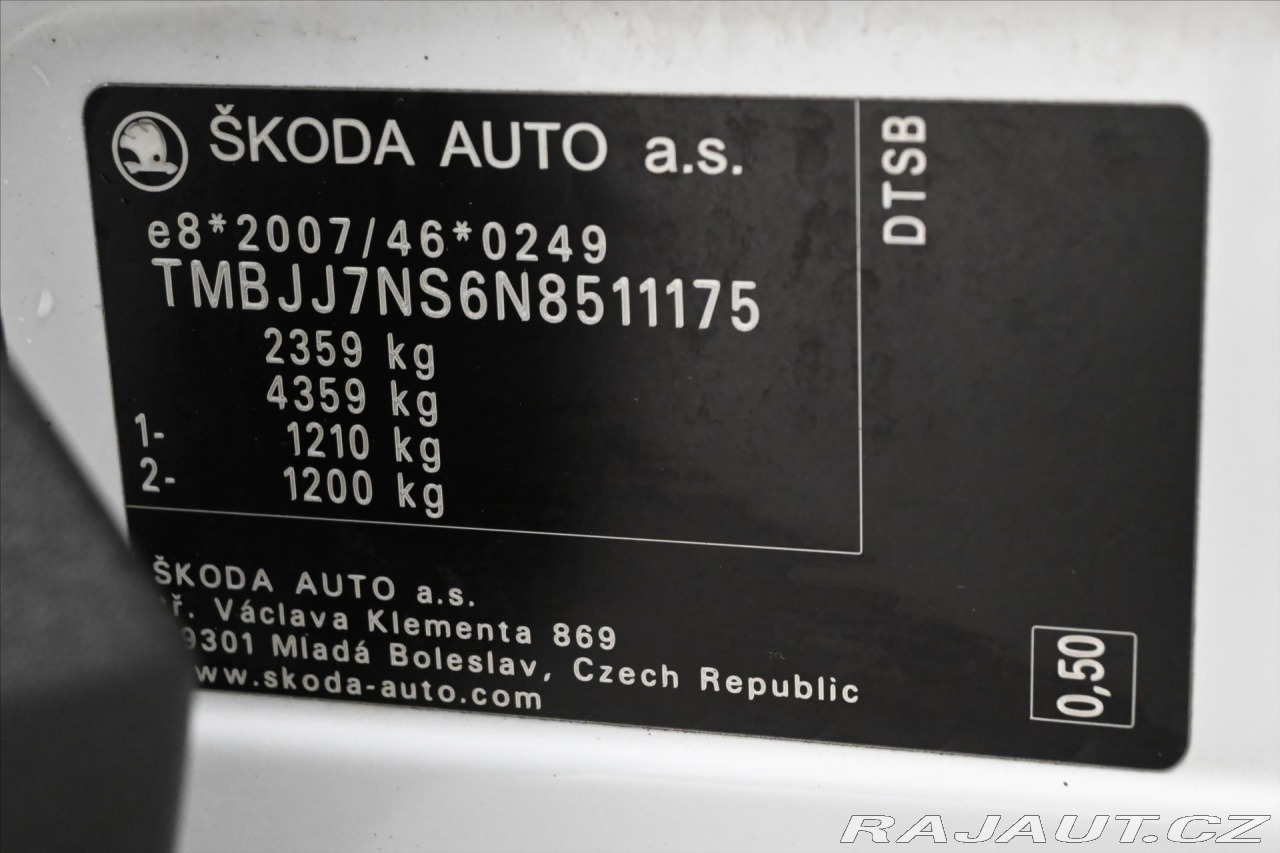 ŠKODA AUTO a.s.
e8*2007/46*0249
TMBJJ7NS6N8511175
2359 kg
4359 kg
1- 1210 kg
2- 1200 kg
DTSB
ŠKODA AUTO a.s.
Václava Klementa 869
Mladá Boleslav, Czech Republic
www.skoda-auto.com
0,50
RAJAUT.CZ